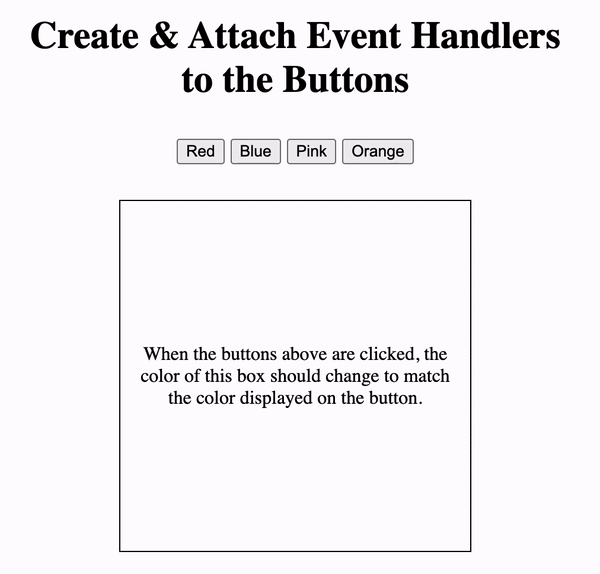 Create & Attach Event Handlers
to the Buttons
Red Blue Pink Orange
When the buttons above are clicked, the
color of this box should change to match
the color displayed on the button.